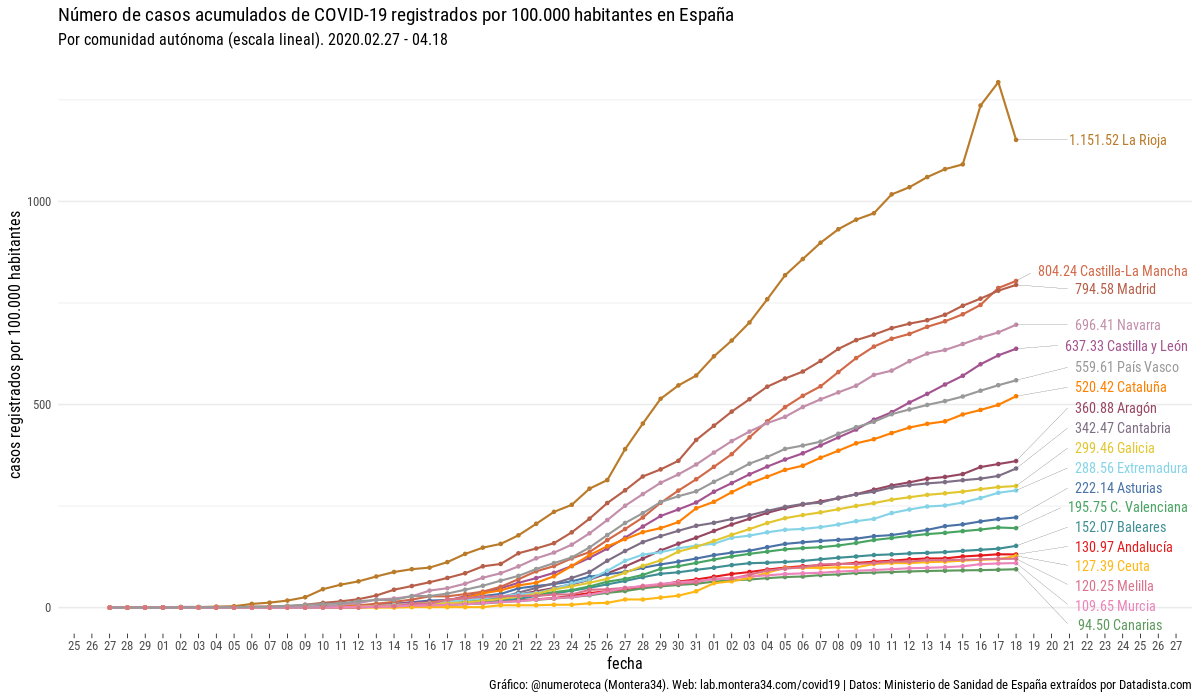 Número de casos acumulados de COVID-19 registrados por 100.000 habitantes en España
Por comunidad autónoma (escala lineal). 2020.02.27 - 04.18
casos registrados por 100.000 habitantes
1000
500
0
1.151.52 La Rioja
804.24 Castilla-La Mancha
794.58 Madrid
696.41 Navarra
637.33 Castilla y León
559.61 País Vasco
520.42 Cataluña
360.88 Aragón
342.47 Cantabria
299.46 Galicia
288.56 Extremadura
222.14 Asturias
195.75 C. Valenciana
152.07 Baleares
130.97 Andalucía
127.39 Ceuta
120.25 Melilla
109.65 Murcia
94.50 Canarias
25 26 27 28 29 01 02 03 04 05 06 07 08 09 10 11 12 13 14 15 16 17 18 19 20 21 22 23 24 25 26 27 28 29 30 31 01 02 03 04 05 06 07 08 09 10 11 12 13 14 15 16 17 18 19 20 21 22 23 24 25 26 27
fecha
Gráfico: @numeroteca (Montera34). Web: lab.montera34.com/covid19 | Datos: Ministerio de Sanidad de España extraídos por Datadista.com